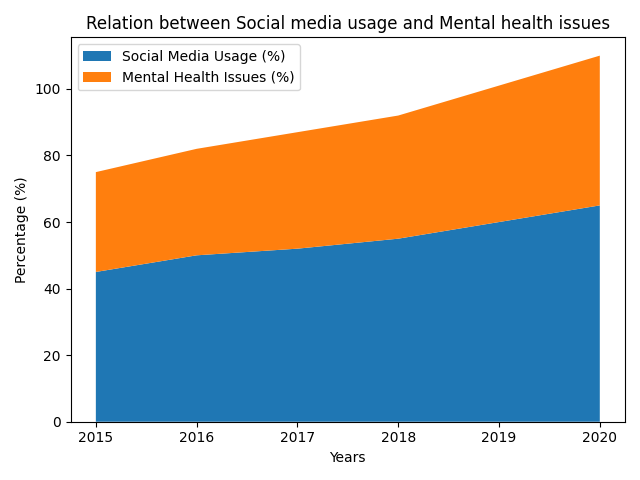 Relation between Social media usage and Mental health issues
Social Media Usage (%)
Mental Health Issues (%)
Percentage (%)
100
80
60
40
20
0
2015 2016 2017 2018 2019 2020
Years